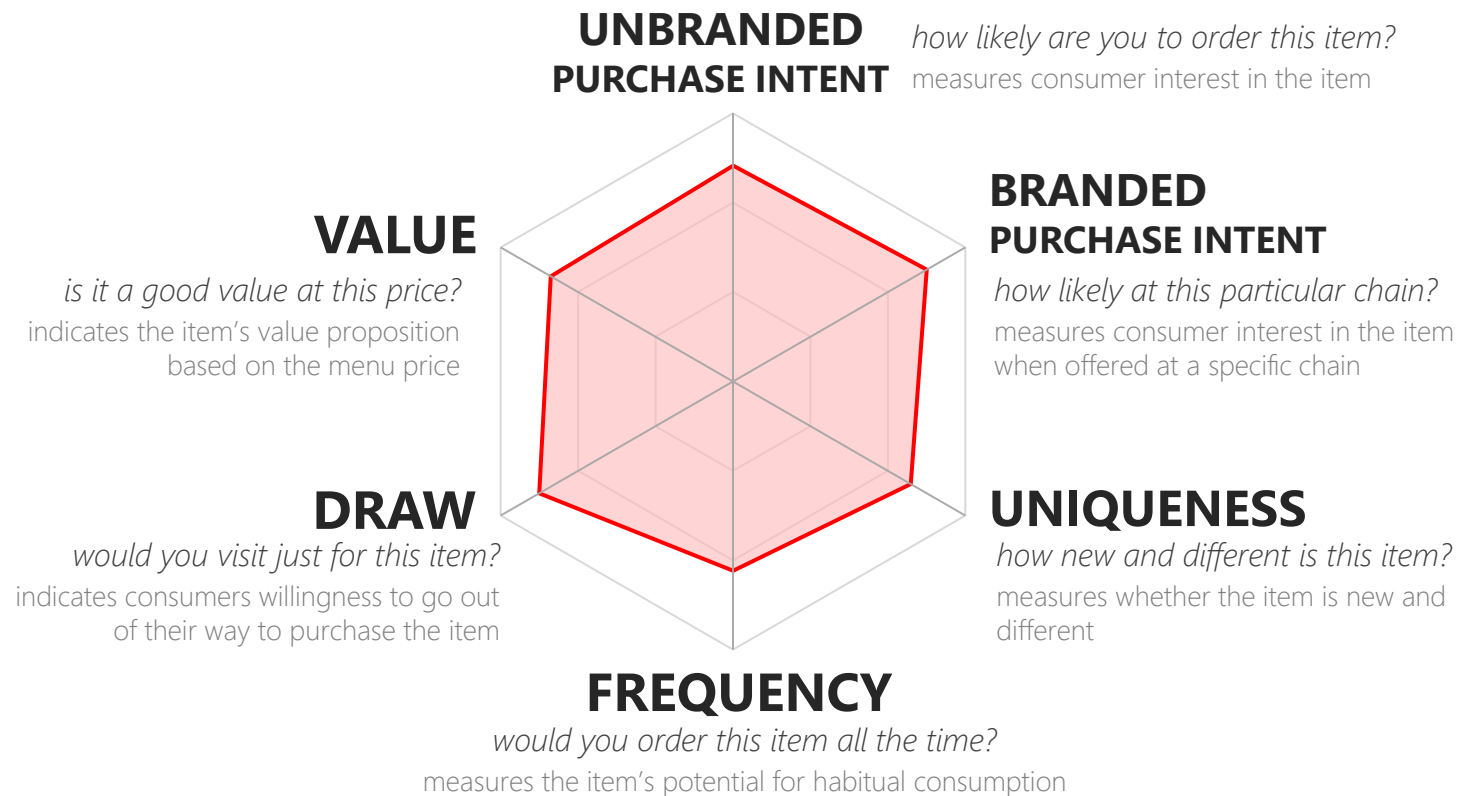 UNBRANDED
PURCHASE INTENT
how likely are you to order this item?
measures consumer interest in the item
BRANDED
PURCHASE INTENT
how likely at this particular chain?
measures consumer interest in the item
when offered at a specific chain
VALUE
is it a good value at this price?
indicates the item's value proposition
based on the menu price
DRAW
would you visit just for this item?
indicates consumers willingness to go out
of their way to purchase the item
UNIQUENESS
how new and different is this item?
measures whether the item is new and
different
FREQUENCY
would you order this item all the time?
measures the item's potential for habitual consumption